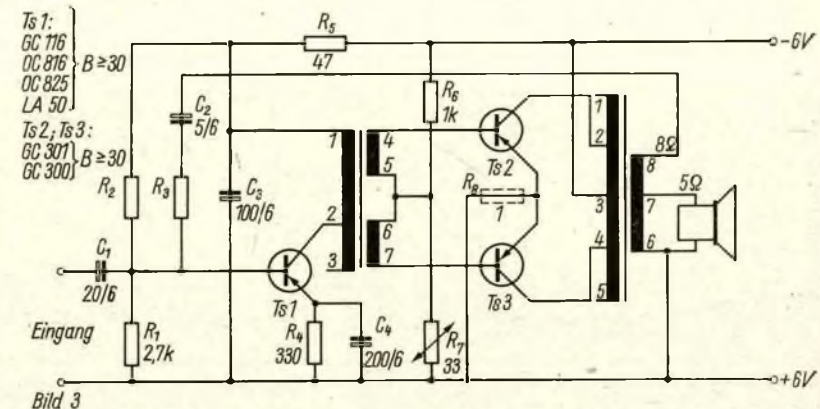 Ts 1:
GC 116
OC 816
OC 825
LA 50
B ≥ 30
Ts 2; Ts 3:
GC 301
GC 300
B ≥ 30
R5
47
-6V
C2
5/6
R6
1k
R2
R3
C3
100/6
1
2
3
4
5
6
7
Ts 2
R8
1
Ts 3
1
2
3
4
5
8Ω
8
7
6
5Ω
C1
20/6
Ts 1
Eingang
R1
2,7k
R4
330
C4
200/6
R7
33
+6V
Bild 3